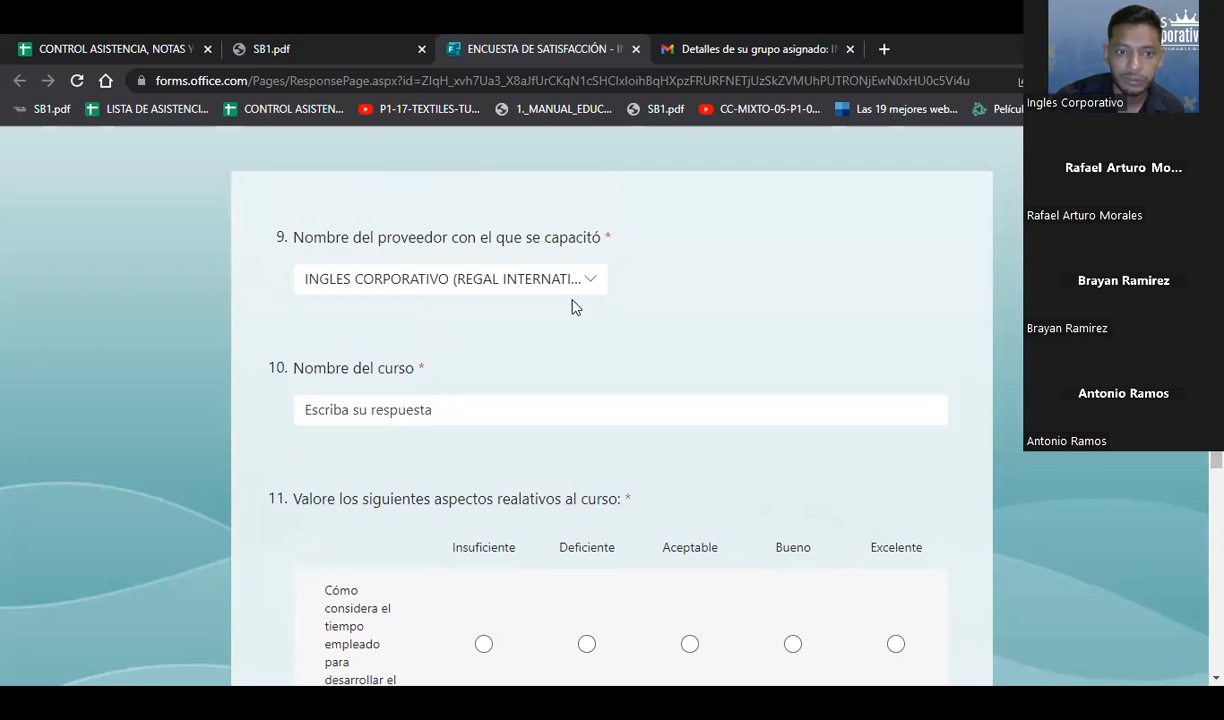 CONTROL ASISTENCIA, NOTAS Y
SB1.pdf
ENCUESTA DE SATISFACCIÓN - IN
Detalles de su grupo asignado: IN
forms.office.com/Pages/ResponsePage.aspx?id=ZIqH_xvh7Ua3_X8aJfUrCKqN1cSHClxIoihBqHXpzFRURFNETjUzSkZVMUhPUTRONjEwN0xHU0c5Vi4u
SB1.pdf
LISTA DE ASISTENCI...
CONTROL ASISTEN...
P1-17-TEXTILES-TU...
1._MANUAL_EDUC...
SB1.pdf
CC-MIXTO-05-P1-0...
Las 19 mejores web...
Películ
Ingles Corporativo
Rafael Arturo Mo...
Rafael Arturo Morales
Brayan Ramirez
Brayan Ramirez
Antonio Ramos
Antonio Ramos
9. Nombre del proveedor con el que se capacitó *
INGLES CORPORATIVO (REGAL INTERNATI...
10. Nombre del curso *
Escriba su respuesta
11. Valore los siguientes aspectos realativos al curso: *
Insuficiente Deficiente Aceptable Bueno Excelente
Cómo
considera el
tiempo
empleado
para
desarrollar el